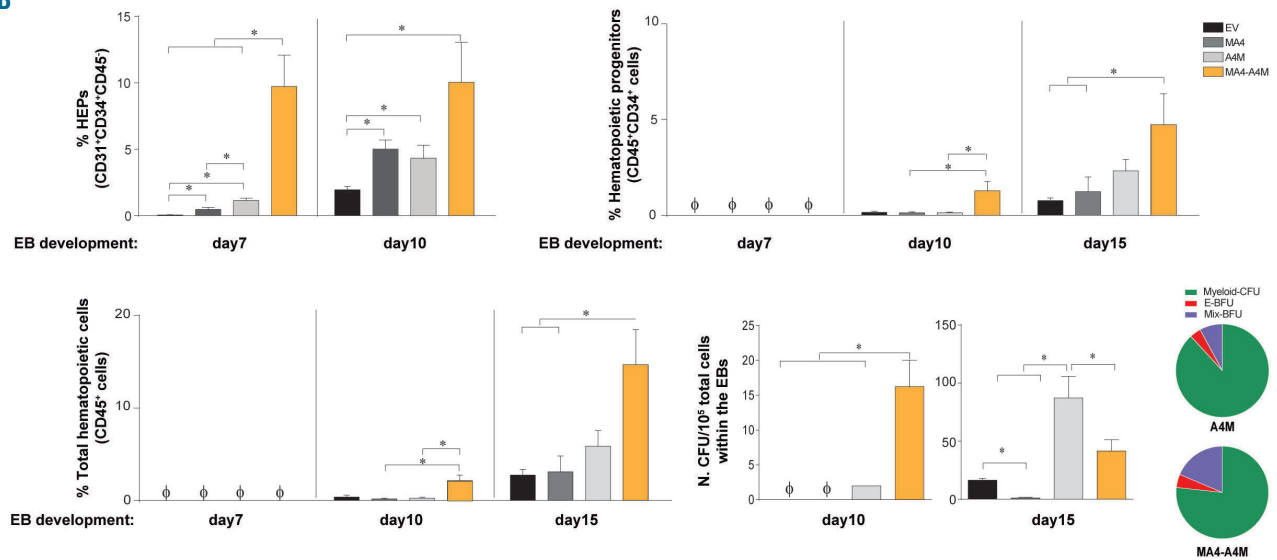 B
% HEPs
(CD31⁺CD34⁺CD45⁻)
15
10
5
0
*
*
*
*
*
*
*
EB development:
day7
day10
% Hematopoietic progenitors
(CD45⁺CD34⁺ cells)
10
5
0
ϕ ϕ ϕ ϕ
*
*
*
EB development:
day7
day10
day15
EV
MA4
A4M
MA4-A4M
% Total hematopoietic cells
(CD45⁺ cells)
20
10
0
ϕ ϕ ϕ ϕ
*
*
*
EB development:
day7
day10
day15
N. CFU/10⁵ total cells
within the EBs
25
20
15
10
5
0
ϕ ϕ
*
day10
150
100
50
0
*
*
*
day15
Myeloid-CFU
E-BFU
Mix-BFU
A4M
MA4-A4M